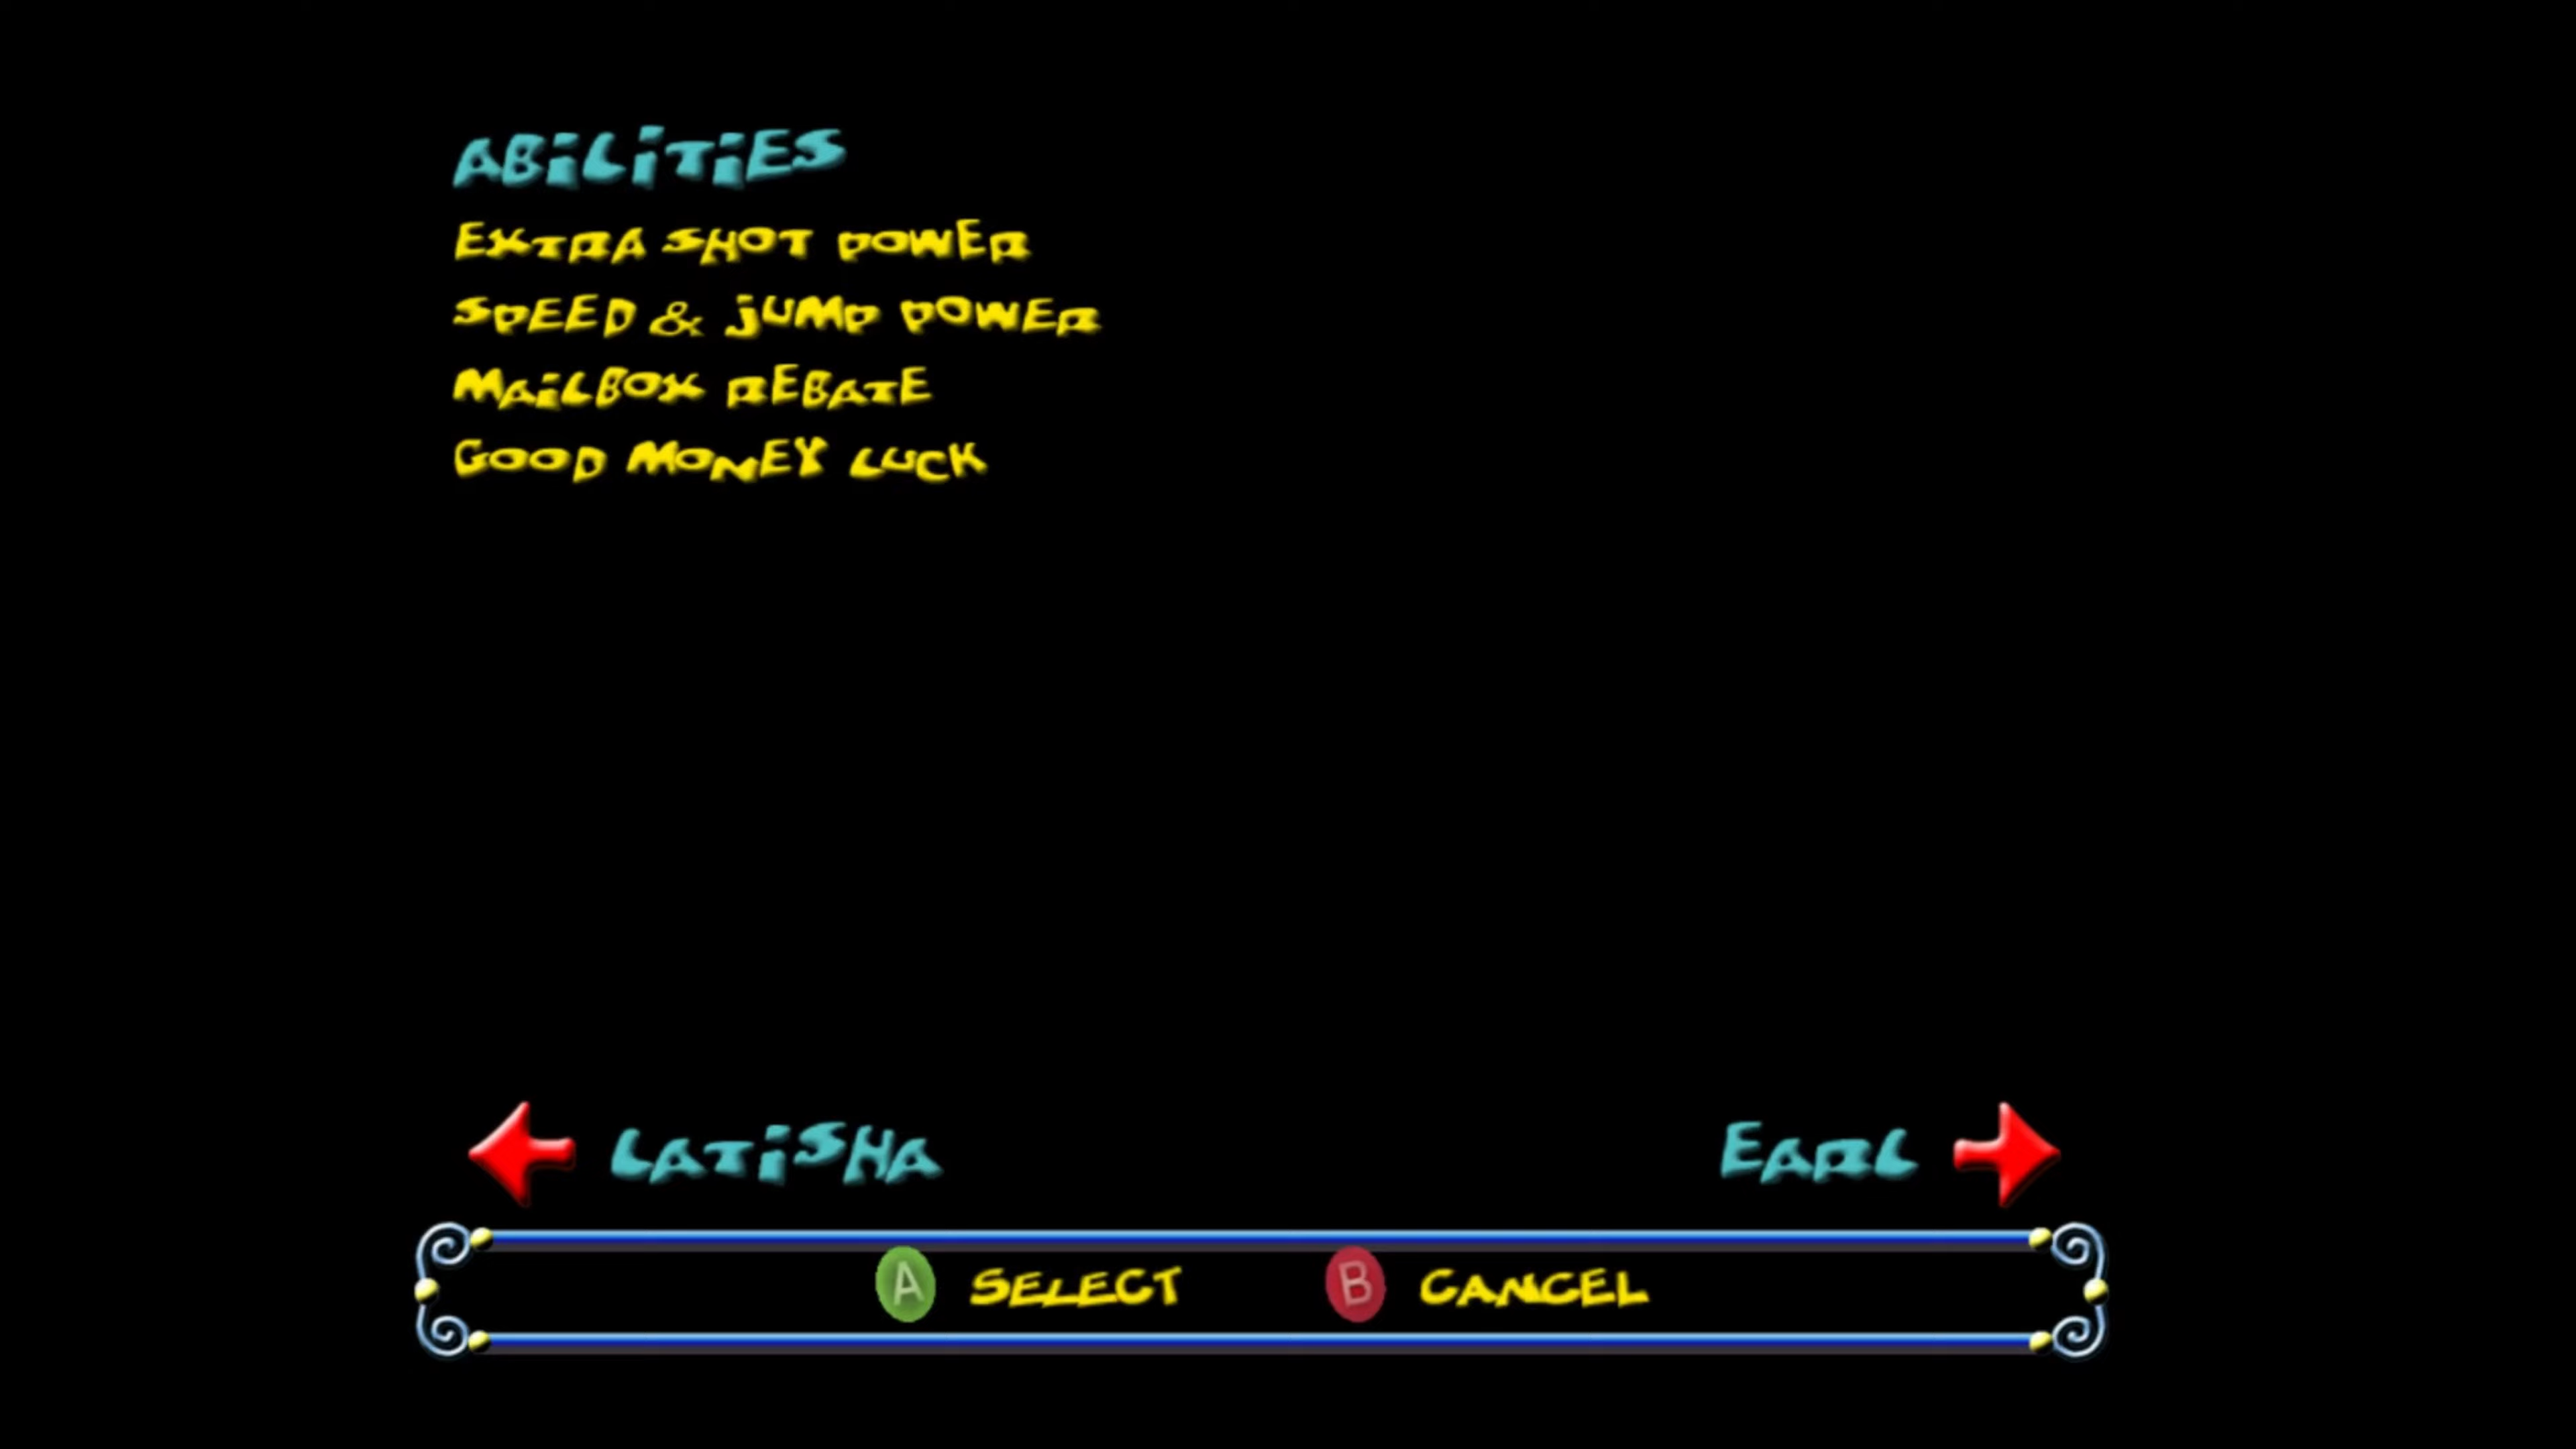 ABILITIES
EXTRA SHOT POWER
SPEED & JUMP POWER
MAILBOX REBATE
GOOD MONEY LUCK
LATISHA
EARL
A SELECT B CANCEL